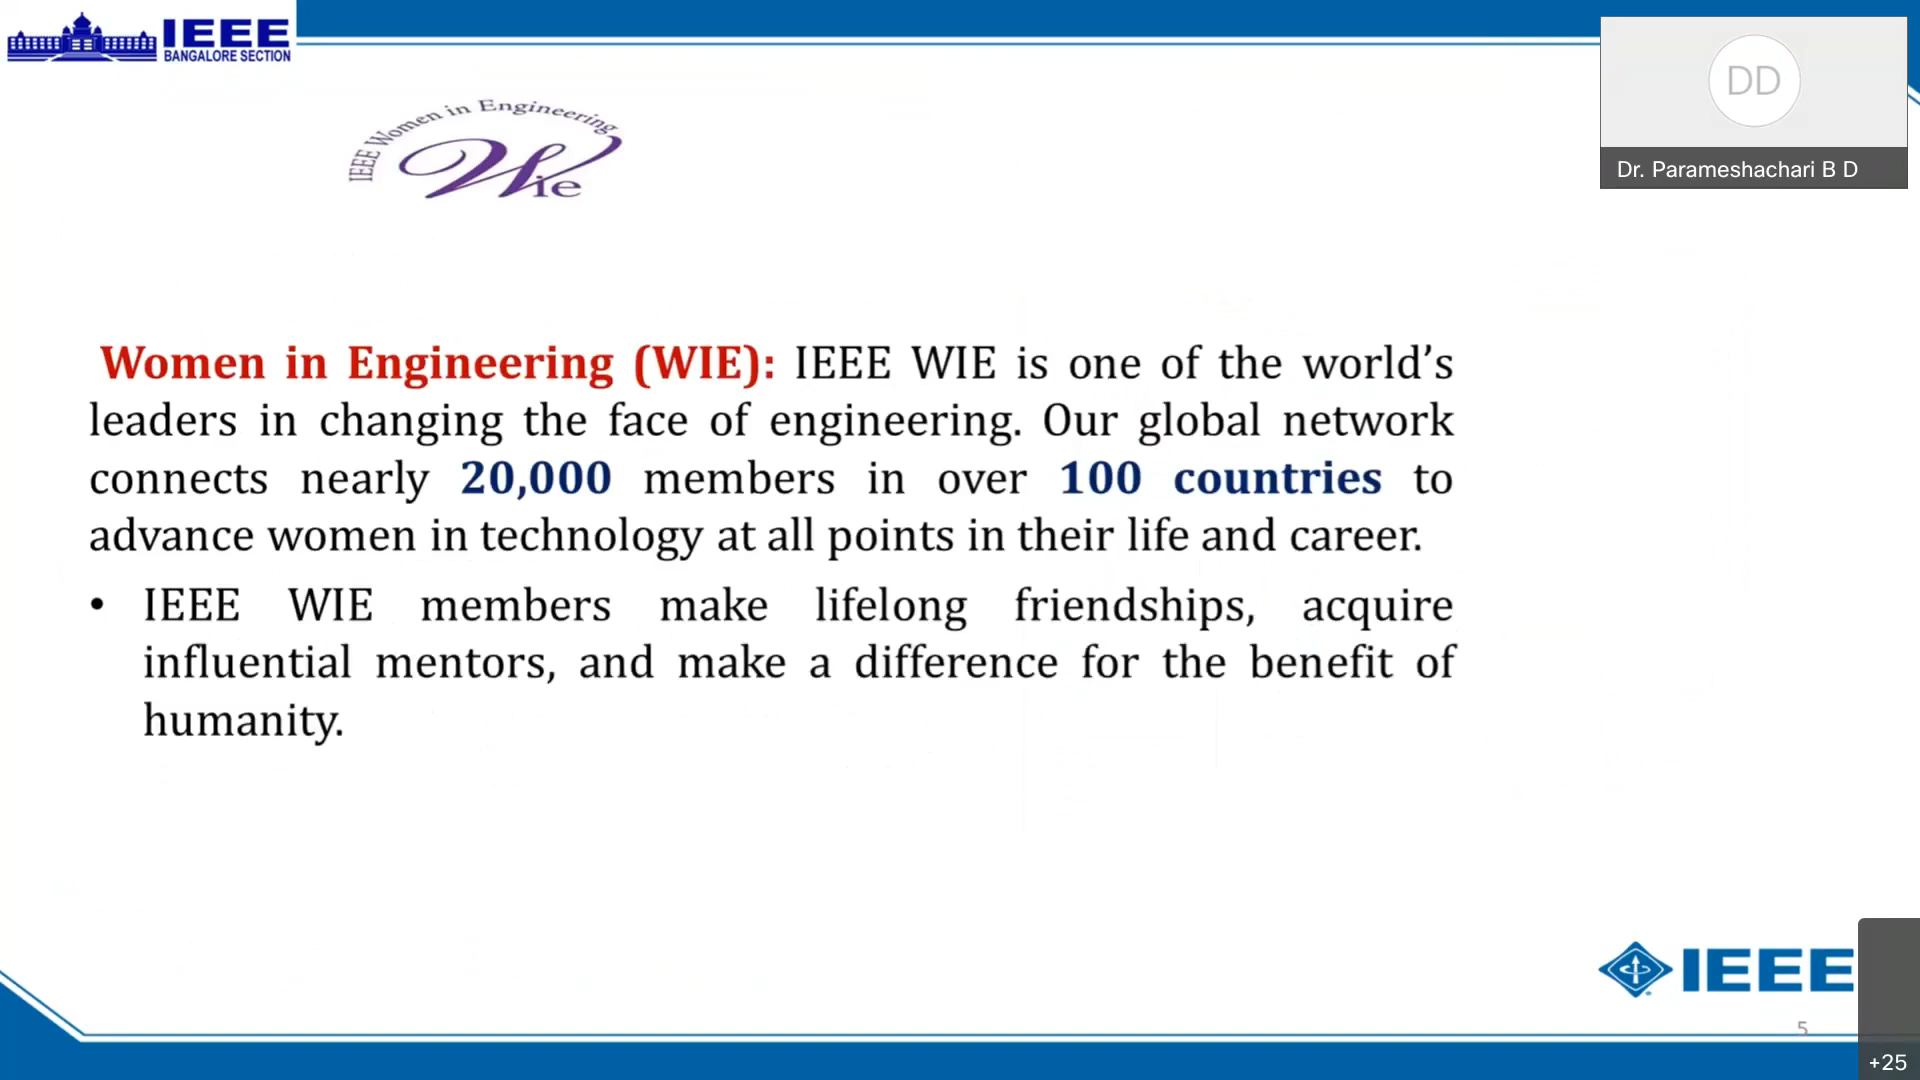 IEEE
BANGALORE SECTION
DD
Dr. Parameshachari B D
IEEE Women in Engineering
Wie
Women in Engineering (WIE): IEEE WIE is one of the world’s
leaders in changing the face of engineering. Our global network
connects nearly 20,000 members in over 100 countries to
advance women in technology at all points in their life and career.
• IEEE WIE members make lifelong friendships, acquire
influential mentors, and make a difference for the benefit of
humanity.
IEEE
5
+25